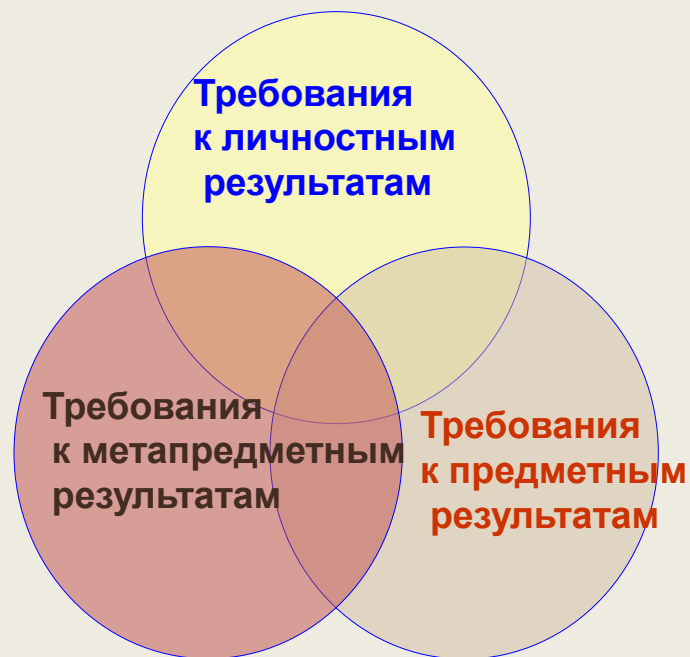 Требования
к личностным
результатам
Требования
к метапредметным
результатам
Требования
к предметным
результатам